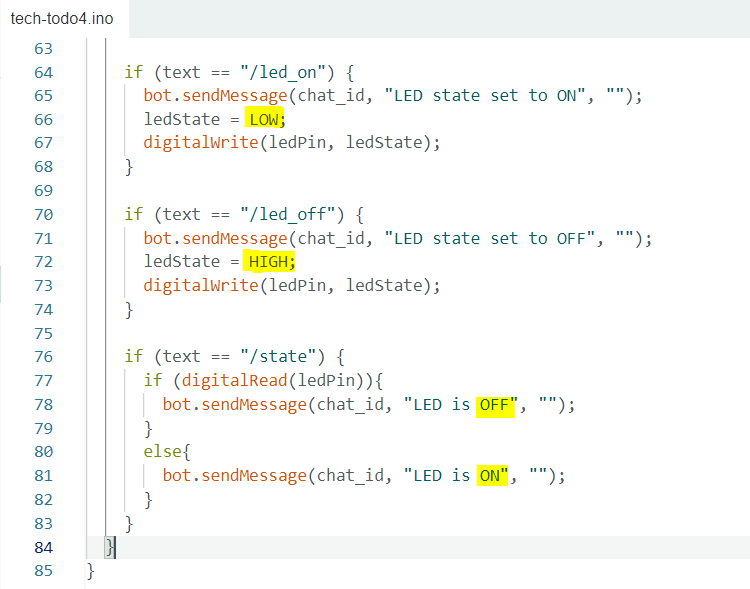 tech-todo4.ino
63
64 if (text == "/led_on") {
65 bot.sendMessage(chat_id, "LED state set to ON", "");
66 ledState = LOW;
67 digitalWrite(ledPin, ledState);
68 }
69
70 if (text == "/led_off") {
71 bot.sendMessage(chat_id, "LED state set to OFF", "");
72 ledState = HIGH;
73 digitalWrite(ledPin, ledState);
74 }
75
76 if (text == "/state") {
77 if (digitalRead(ledPin)){
78 bot.sendMessage(chat_id, "LED is OFF", "");
79 }
80 else{
81 bot.sendMessage(chat_id, "LED is ON", "");
82 }
83 }
84 }
85 }